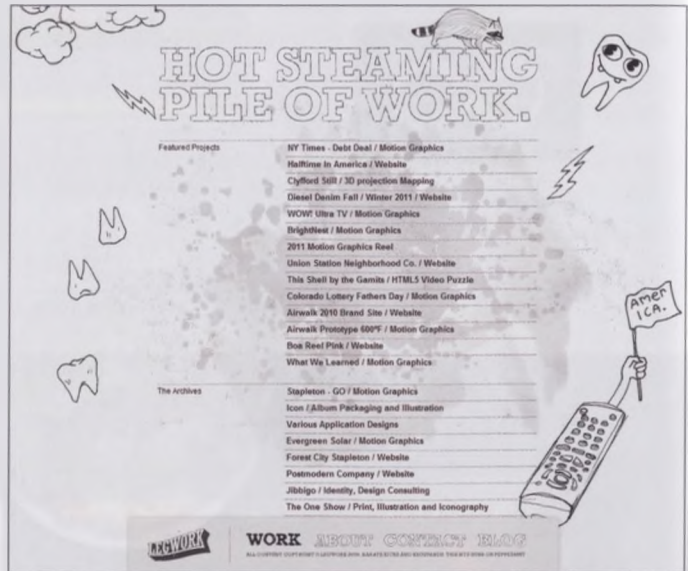 HOT STEAMING
PILE OF WORK.
Featured Projects
NY Times - Debt Deal / Motion Graphics
Halftime In America / Website
Clyfford Still / 3D projection Mapping
Diesel Denim Fall / Winter 2011 / Website
WOW! Ultra TV / Motion Graphics
BrightNest / Motion Graphics
2011 Motion Graphics Reel
Union Station Neighborhood Co. / Website
This Shell by the Gamits / HTML5 Video Puzzle
Colorado Lottery Fathers Day / Motion Graphics
Airwalk 2010 Brand Site / Website
Airwalk Prototype 600°F / Motion Graphics
Boa Reel Pink / Website
What We Learned / Motion Graphics
The Archives
Stapleton - GO / Motion Graphics
Icon / Album Packaging and Illustration
Various Application Designs
Evergreen Solar / Motion Graphics
Forest City Stapleton / Website
Postmodern Company / Website
Jibbigo / Identity, Design Consulting
The One Show / Print, Illustration and Iconography
Amer
ICA.
LEGWORK
WORK ABOUT CONTACT BLOG
ALL CONTENT COPYRIGHT